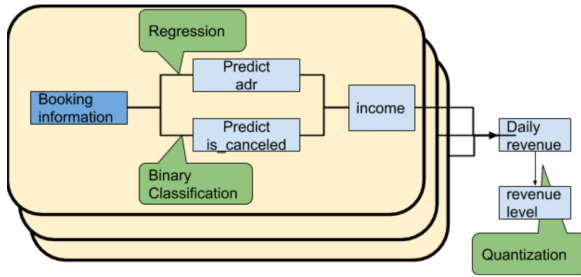 Regression
Predict
adr
Booking
information
income
Predict
is_canceled
Binary
Classification
Daily
revenue
revenue
level
Quantization